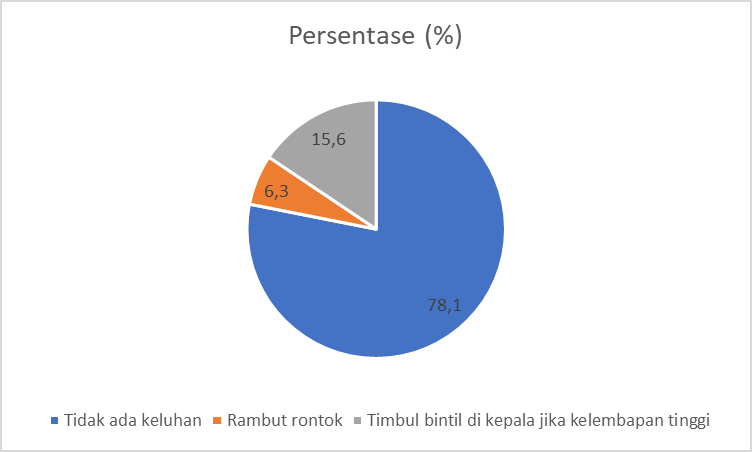 Persentase (%)
15,6
6,3
78,1
Tidak ada keluhan Rambut rontok Timbul bintil di kepala jika kelembapan tinggi